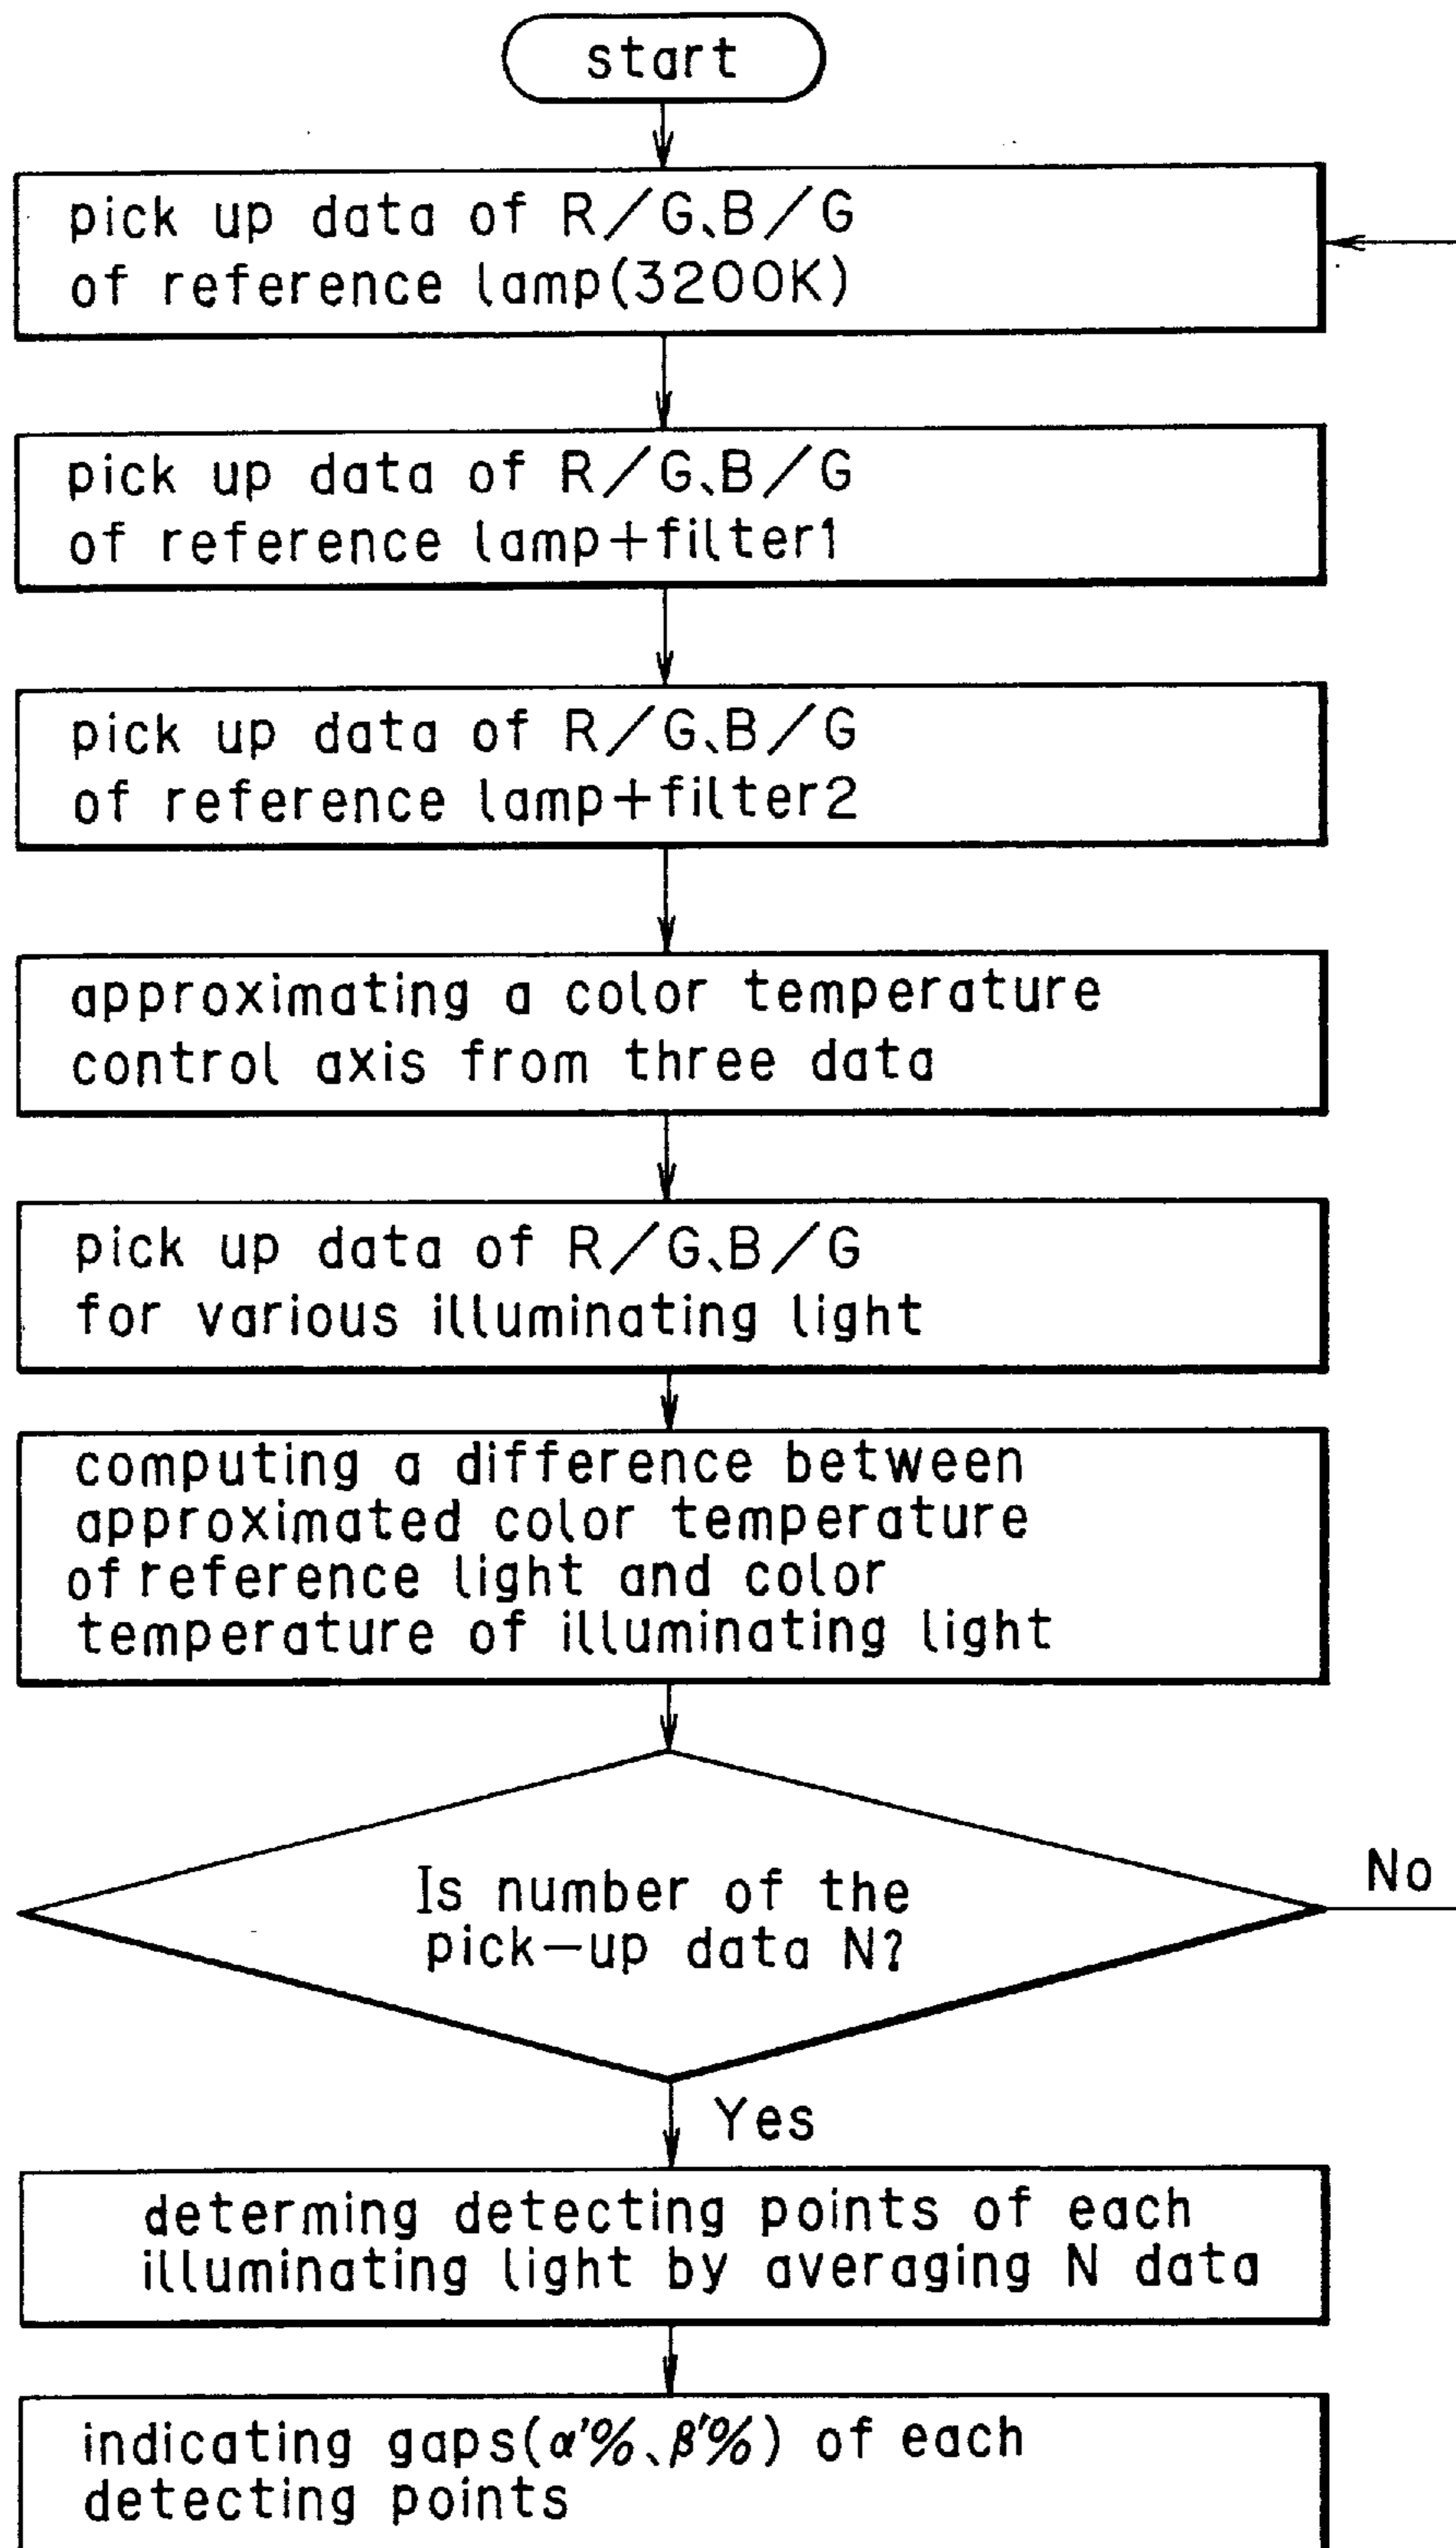 start
pick up data of R/G、B/G
of reference lamp(3200K)
pick up data of R/G、B/G
of reference lamp+filter1
pick up data of R/G、B/G
of reference lamp+filter2
approximating a color temperature
control axis from three data
pick up data of R/G、B/G
for various illuminating light
computing a difference between
approximated color temperature
of reference light and color
temperature of illuminating light
Is number of the
pick-up data N?
No
Yes
determing detecting points of each
illuminating light by averaging N data
indicating gaps(α'%、β'%) of each
detecting points